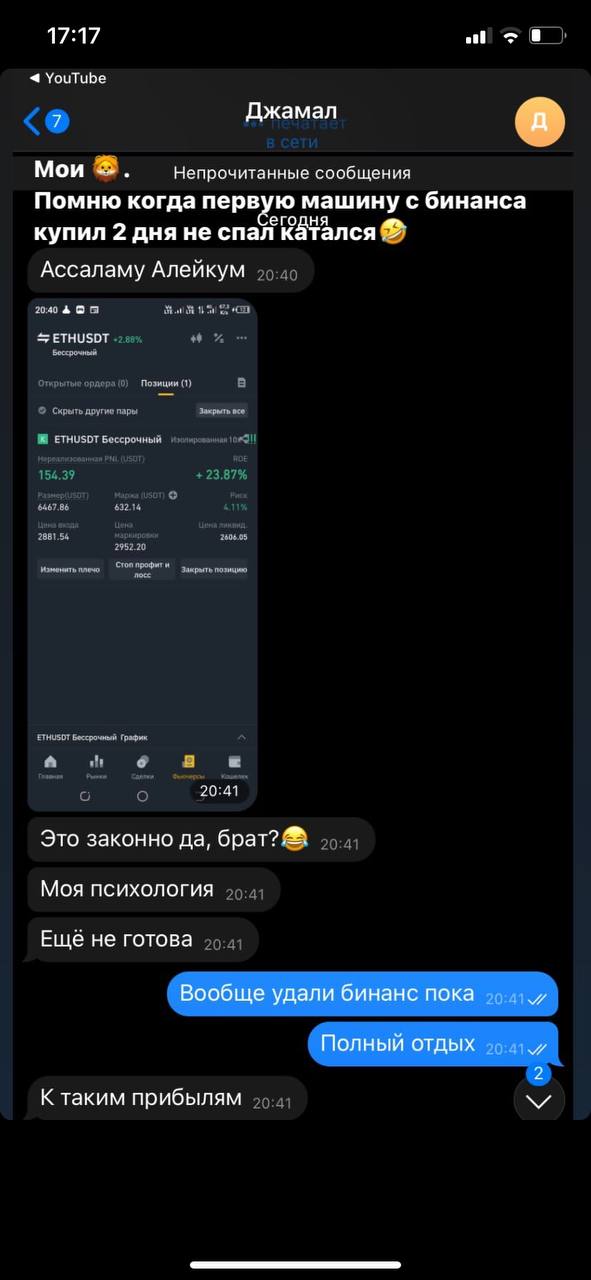 17:17
◀ YouTube
7
Джамал
печатает
в сети
Д
Мои 🦁.
Непрочитанные сообщения
Помню когда первую машину с бинанса
Сегодня
купил 2 дня не спал катался🤣
Ассаламу Алейкум 20:40
20:40
ETHUSDT +2.88%
Бессрочный
Открытые ордера (0) Позиции (1)
Скрыть другие пары Закрыть все
ETHUSDT Бессрочный Изолированная
Нереализованная PNL (USDT) ROE
154.39 + 23.87%
Размер(USDT) Маржа (USDT) Риск
6467.86 632.14 4.11%
Цена входа Цена маркировки Цена ликвид.
2881.54 2952.20 2606.05
Изменить плечо Стоп профит и лосс Закрыть позицию
ETHUSDT Бессрочный График
Главная Рынки Сделки Фьючерсы Кошелек
20:41
Это законно да, брат?😂 20:41
Моя психология 20:41
Ещё не готова 20:41
Вообще удали бинанс пока 20:41
Полный отдых 20:41
2
К таким прибылям 20:41